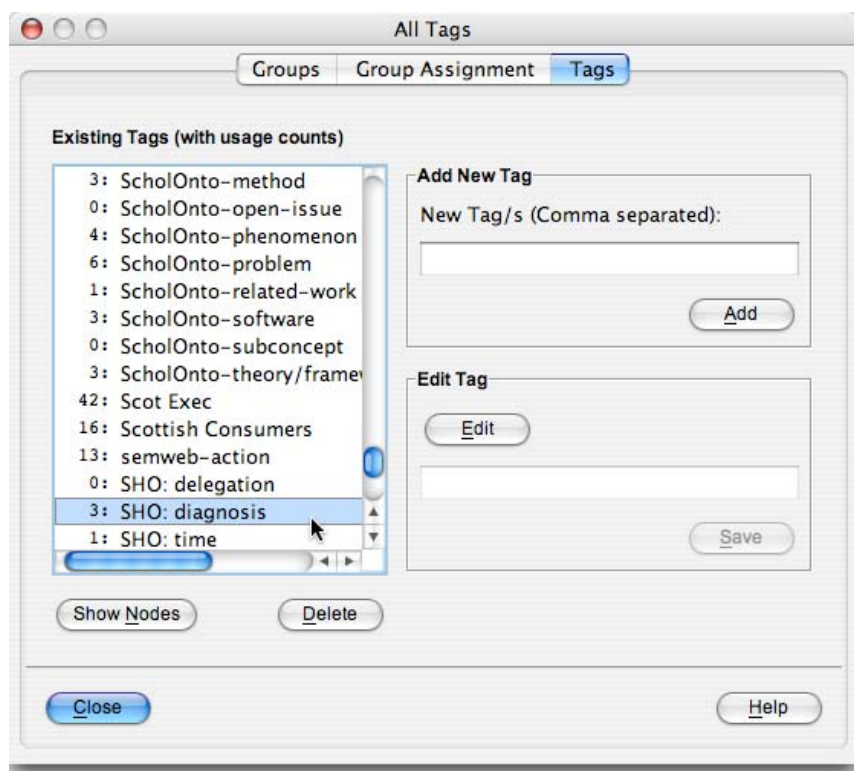 All Tags
Groups Group Assignment Tags
Existing Tags (with usage counts)
3: ScholOnto-method
0: ScholOnto-open-issue
4: ScholOnto-phenomenon
6: ScholOnto-problem
1: ScholOnto-related-work
3: ScholOnto-software
0: ScholOnto-subconcept
3: ScholOnto-theory/frame
42: Scot Exec
16: Scottish Consumers
13: semweb-action
0: SHO: delegation
3: SHO: diagnosis
1: SHO: time
Show Nodes Delete
Add New Tag
New Tag/s (Comma separated):
Add
Edit Tag
Edit
Save
Close Help